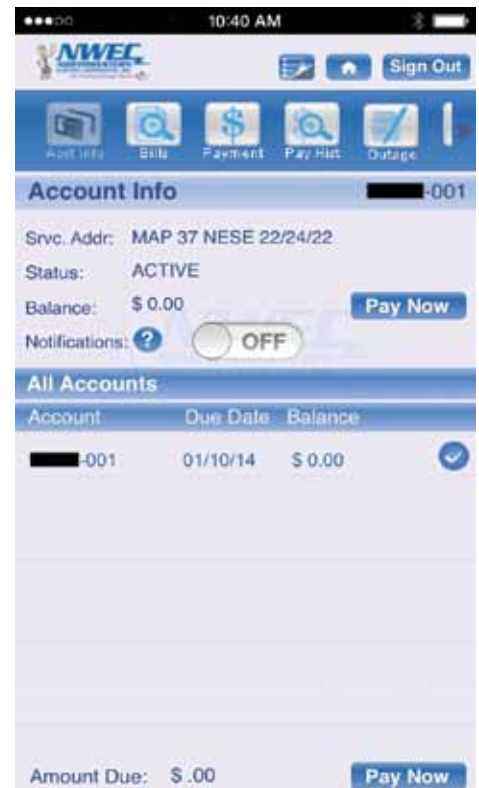 10:40 AM
NWEC
Sign Out
Acct Info Bills Payment Pay Hist Outage
Account Info -001
Srvc. Addr: MAP 37 NESE 22/24/22
Status: ACTIVE
Balance: $ 0.00 Pay Now
Notifications: ? OFF
All Accounts
Account Due Date Balance
-001 01/10/14 $ 0.00
Amount Due: $ .00 Pay Now